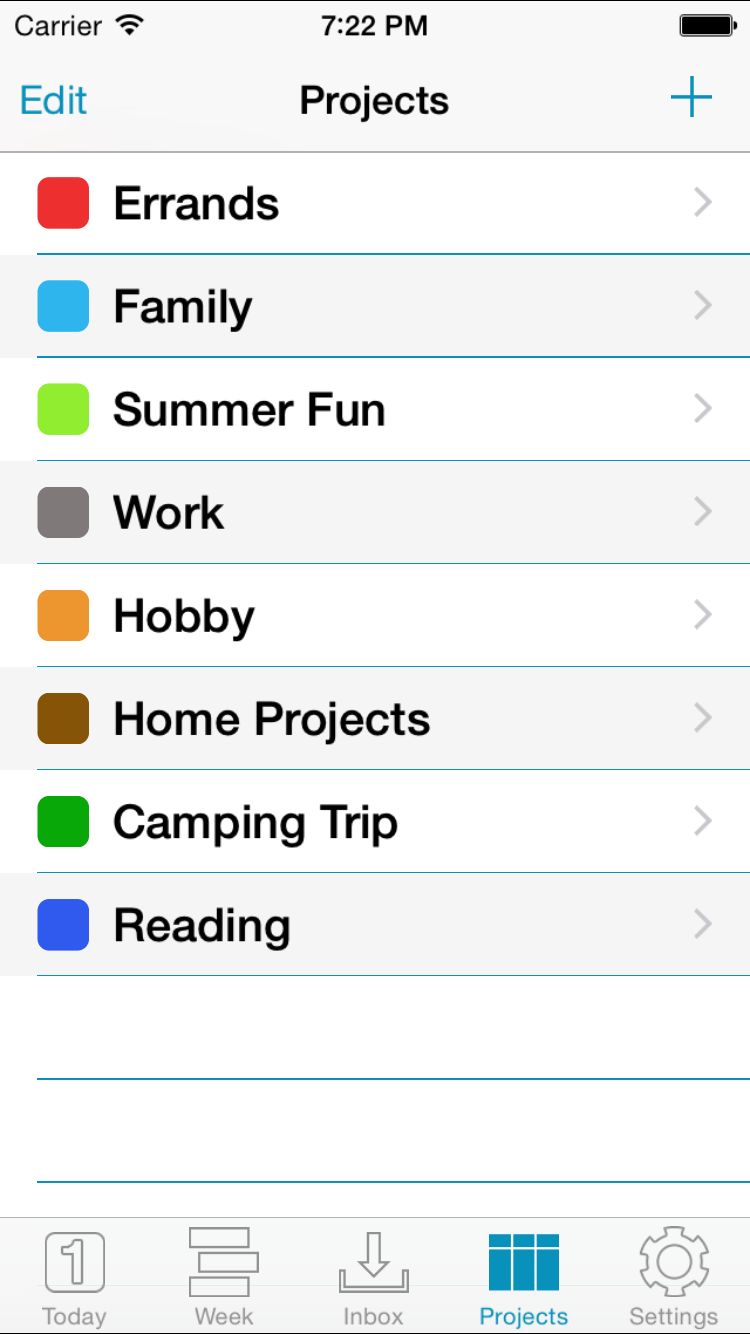 Carrier 7:22 PM
Edit Projects +
Errands
Family
Summer Fun
Work
Hobby
Home Projects
Camping Trip
Reading
1
Today Week Inbox Projects Settings